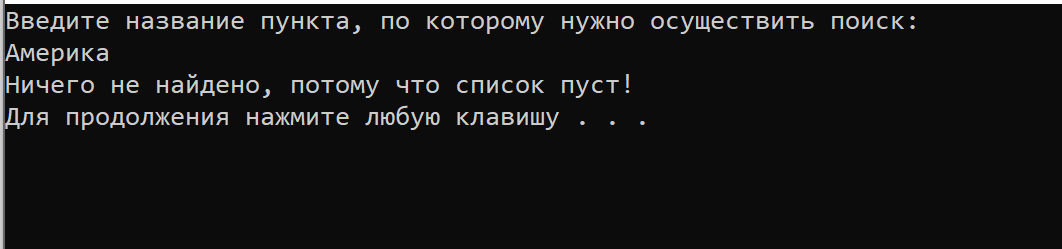 Введите название пункта, по которому нужно осуществить поиск:
Америка
Ничего не найдено, потому что список пуст!
Для продолжения нажмите любую клавишу . . .